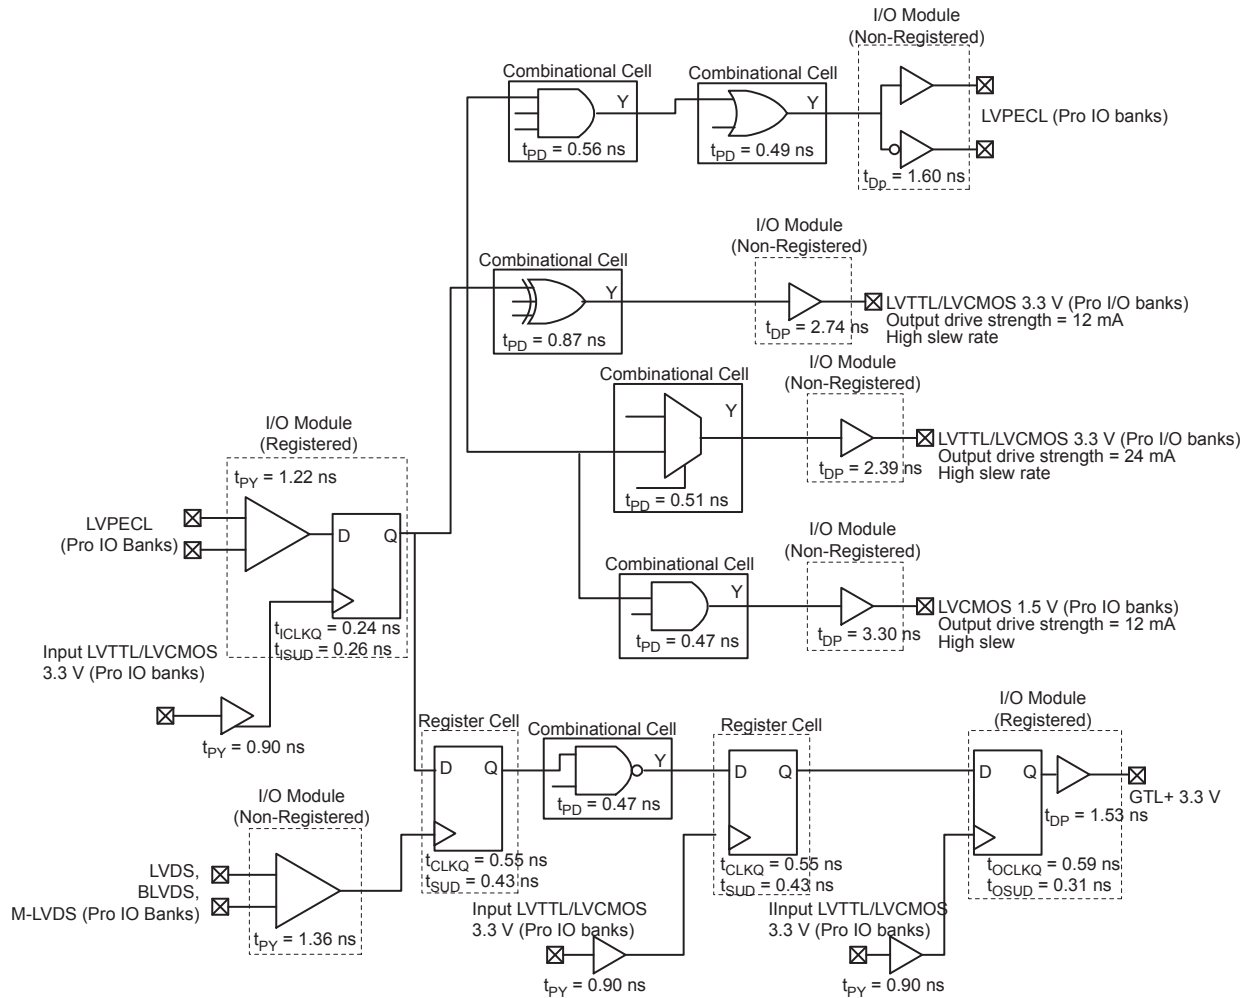 I/O Module
(Non-Registered)
Combinational Cell
Y
tPD = 0.56 ns
Combinational Cell
Y
tPD = 0.49 ns
LVPECL (Pro IO banks)
tDp = 1.60 ns
I/O Module
(Non-Registered)
Combinational Cell
Y
tPD = 0.87 ns
tDP = 2.74 ns
LVTTL/LVCMOS 3.3 V (Pro I/O banks)
Output drive strength = 12 mA
High slew rate
I/O Module
(Non-Registered)
Combinational Cell
Y
tPD = 0.51 ns
tDP = 2.39 ns
LVTTL/LVCMOS 3.3 V (Pro I/O banks)
Output drive strength = 24 mA
High slew rate
I/O Module
(Registered)
tPY = 1.22 ns
LVPECL
(Pro IO Banks)
D Q
tICLKQ = 0.24 ns
tISUD = 0.26 ns
Input LVTTL/LVCMOS
3.3 V (Pro IO banks)
tPY = 0.90 ns
I/O Module
(Non-Registered)
Combinational Cell
Y
tPD = 0.47 ns
tDP = 3.30 ns
LVCMOS 1.5 V (Pro IO banks)
Output drive strength = 12 mA
High slew
Register Cell
D Q
tCLKQ = 0.55 ns
tSUD = 0.43 ns
Combinational Cell
Y
tPD = 0.47 ns
Register Cell
D Q
tCLKQ = 0.55 ns
tSUD = 0.43 ns
I/O Module
(Registered)
D Q
tDP = 1.53 ns
GTL+ 3.3 V
tOCLKQ = 0.59 ns
tOSUD = 0.31 ns
I/O Module
(Non-Registered)
LVDS,
BLVDS,
M-LVDS (Pro IO Banks)
tPY = 1.36 ns
Input LVTTL/LVCMOS
3.3 V (Pro IO banks)
tPY = 0.90 ns
IInput LVTTL/LVCMOS
3.3 V (Pro IO banks)
tPY = 0.90 ns